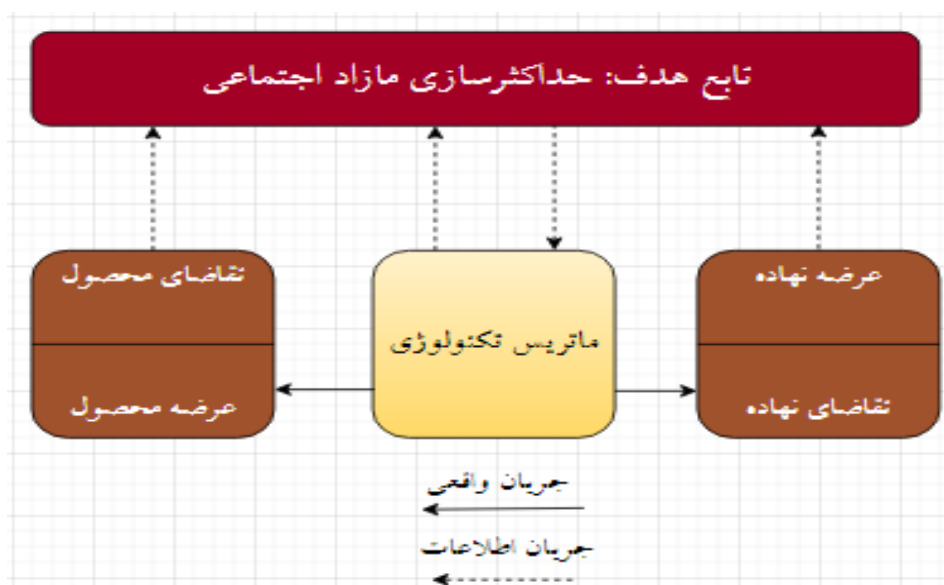 تابع هدف: حداکثرسازی مازاد اجتماعی
عرضه نهاده
تقاضای نهاده
ماتریس تکنولوژی
تقاضای محصول
عرضه محصول
جریان واقعی
جریان اطلاعات